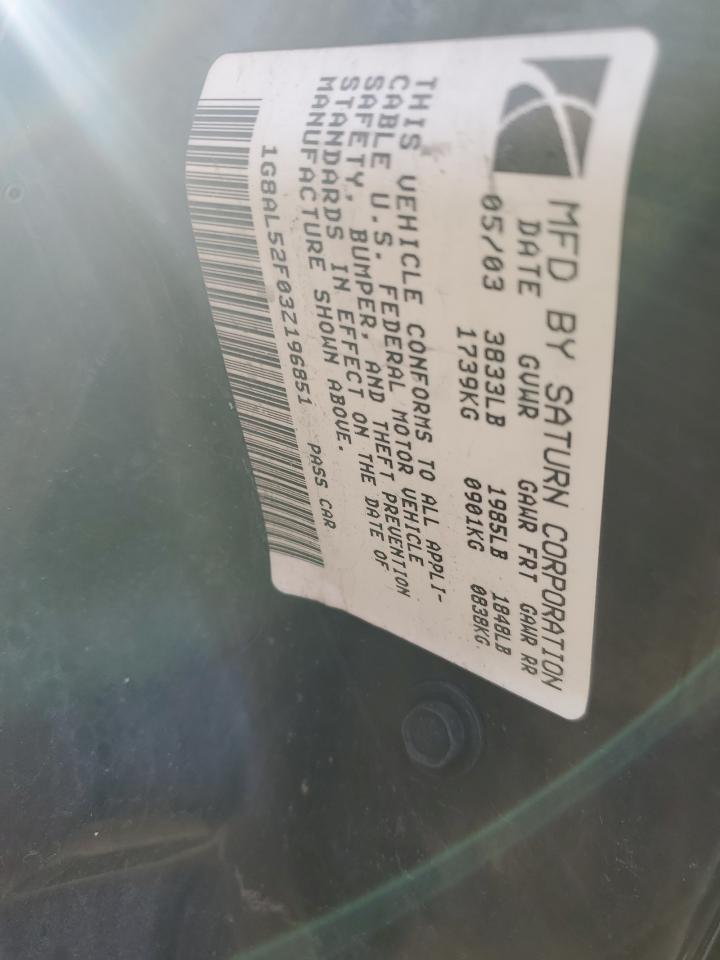 MFD BY SATURN CORPORATION
DATE GVWR GAWR FRT GAWR RR
05/03 3833LB 1985LB 1848LB
1739KG 0901KG 0838KG
THIS VEHICLE CONFORMS TO ALL APPLI-
CABLE U.S. FEDERAL MOTOR VEHICLE
SAFETY, BUMPER, AND THEFT PREVENTION
STANDARDS IN EFFECT ON THE DATE OF
MANUFACTURE SHOWN ABOVE.
1G8AL52F03Z196851 PASS CAR